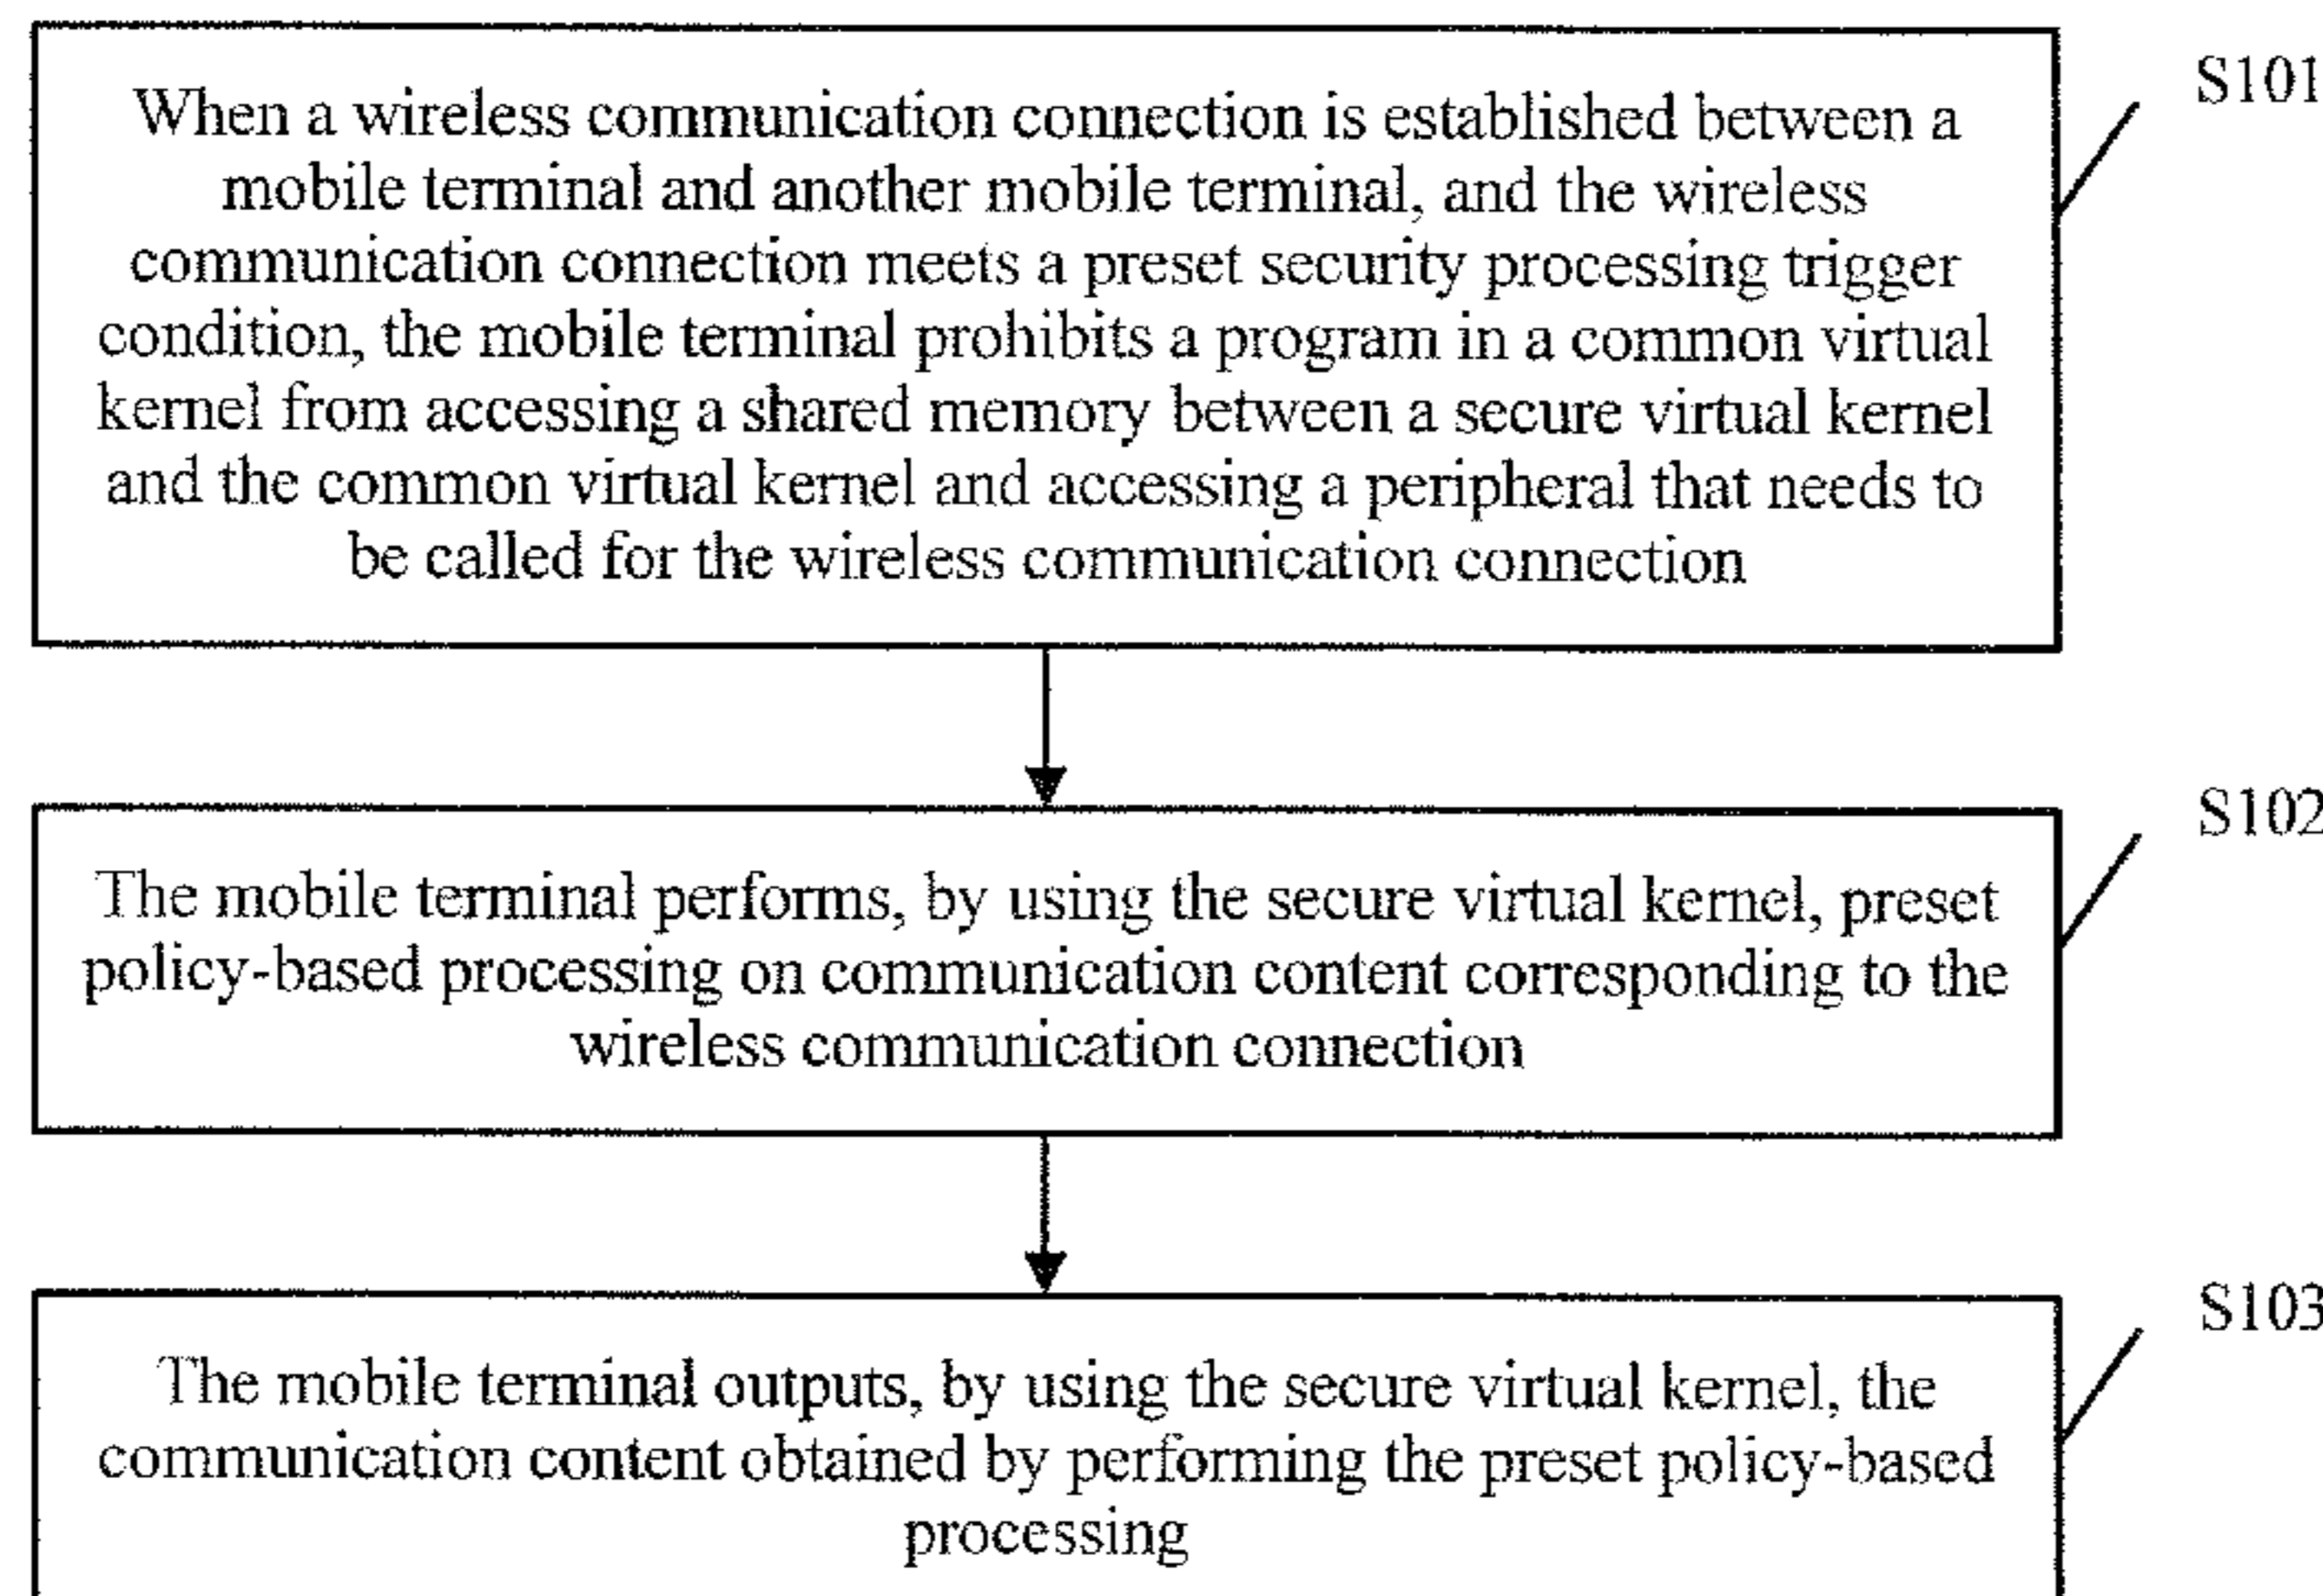 S101
When a wireless communication connection is established between a
mobile terminal and another mobile terminal, and the wireless
communication connection meets a preset security processing trigger
condition, the mobile terminal prohibits a program in a common virtual
kernel from accessing a shared memory between a secure virtual kernel
and the common virtual kernel and accessing a peripheral that needs to
be called for the wireless communication connection
S102
The mobile terminal performs, by using the secure virtual kernel, preset
policy-based processing on communication content corresponding to the
wireless communication connection
S103
The mobile terminal outputs, by using the secure virtual kernel, the
communication content obtained by performing the preset policy-based
processing